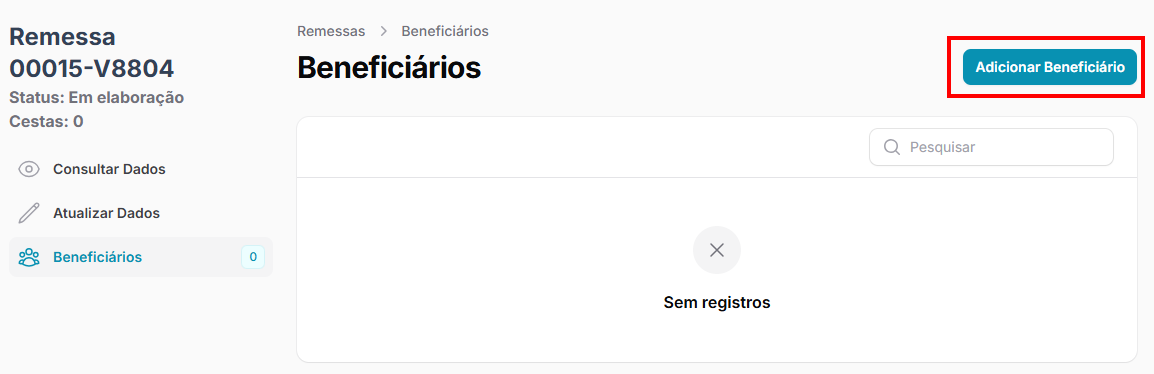 Remessa
00015-V8804
Status: Em elaboração
Cestas: 0
Consultar Dados
Atualizar Dados
Beneficiários 0
Remessas > Beneficiários
Beneficiários
Adicionar Beneficiário
Pesquisar
Sem registros